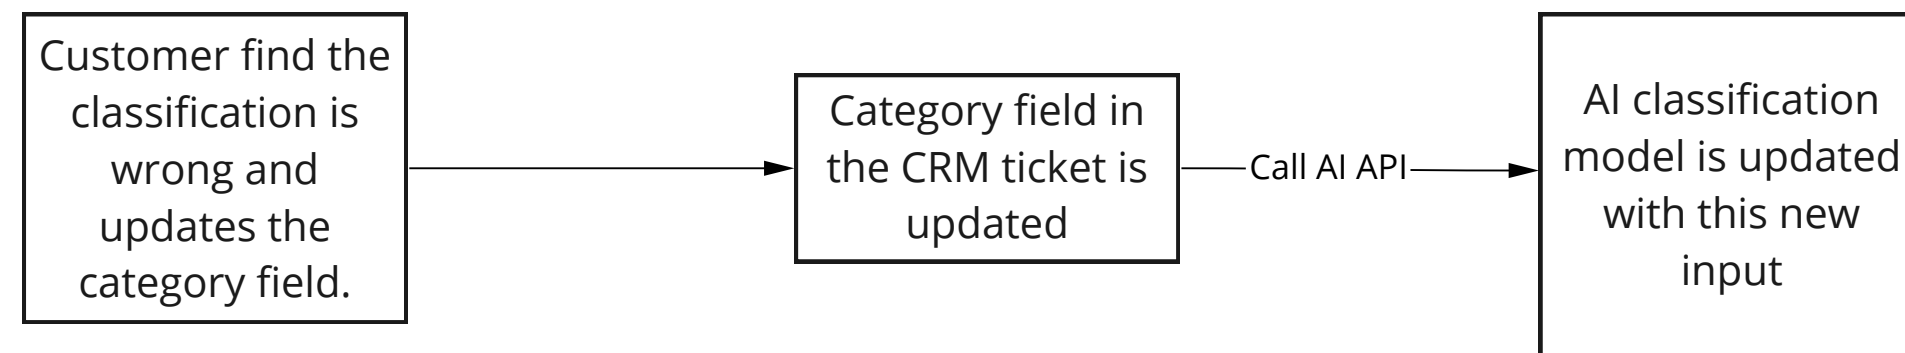 Customer find the
classification is
wrong and
updates the
category field.
Category field in
the CRM ticket is
updated
Call AI API
AI classification
model is updated
with this new
input